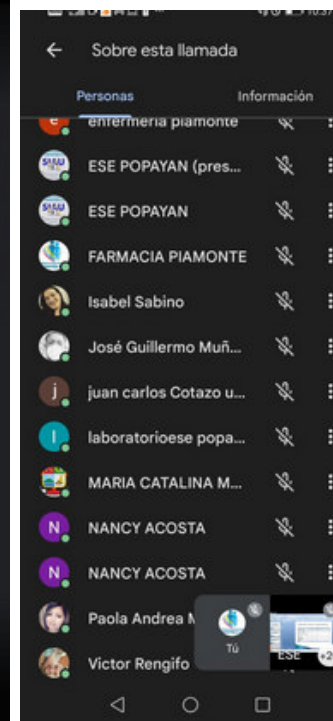 Sobre esta llamada
Personas
Información
enfermeria piamonte
ESE POPAYAN (pres...
ESE POPAYAN
FARMACIA PIAMONTE
Isabel Sabino
José Guillermo Muñ...
j
juan carlos Cotazo u...
l
laboratorioese popa...
MARIA CATALINA M...
N
NANCY ACOSTA
N
NANCY ACOSTA
Paola Andrea M
Tú
ESE
+2
Victor Rengifo